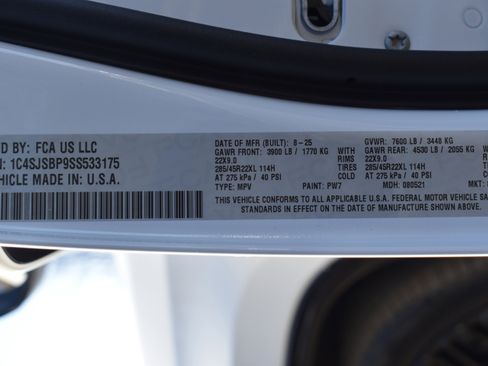 D BY: FCA US LLC
N: 1C4SJSBP9SS533175
EHICLE MADE IN: U.S.A.
DATE OF MFR (BUILT): 8-25 GVWR: 7600 LB / 3448 KG
GAWR FRONT: 3900 LB / 1770 KG WITH GAWR REAR: 4530 LB / 2055 KG WITH
22X9.0 RIMS 22X9.0 RIMS
285/45R22XL 114H TIRES 285/45R22XL 114H TIRES
AT 275 kPa / 40 PSI AT 275 kPa / 40 PSI
TYPE: MPV PAINT: PW7 MDH: 080521 MKT:
THIS VEHICLE CONFORMS TO ALL APPLICABLE U.S.A. FEDERAL MOTOR VEHICLE SA
STANDARDS IN EFFECT ON THE DATE OF MANUFACTURE SHOWN ABOVE.